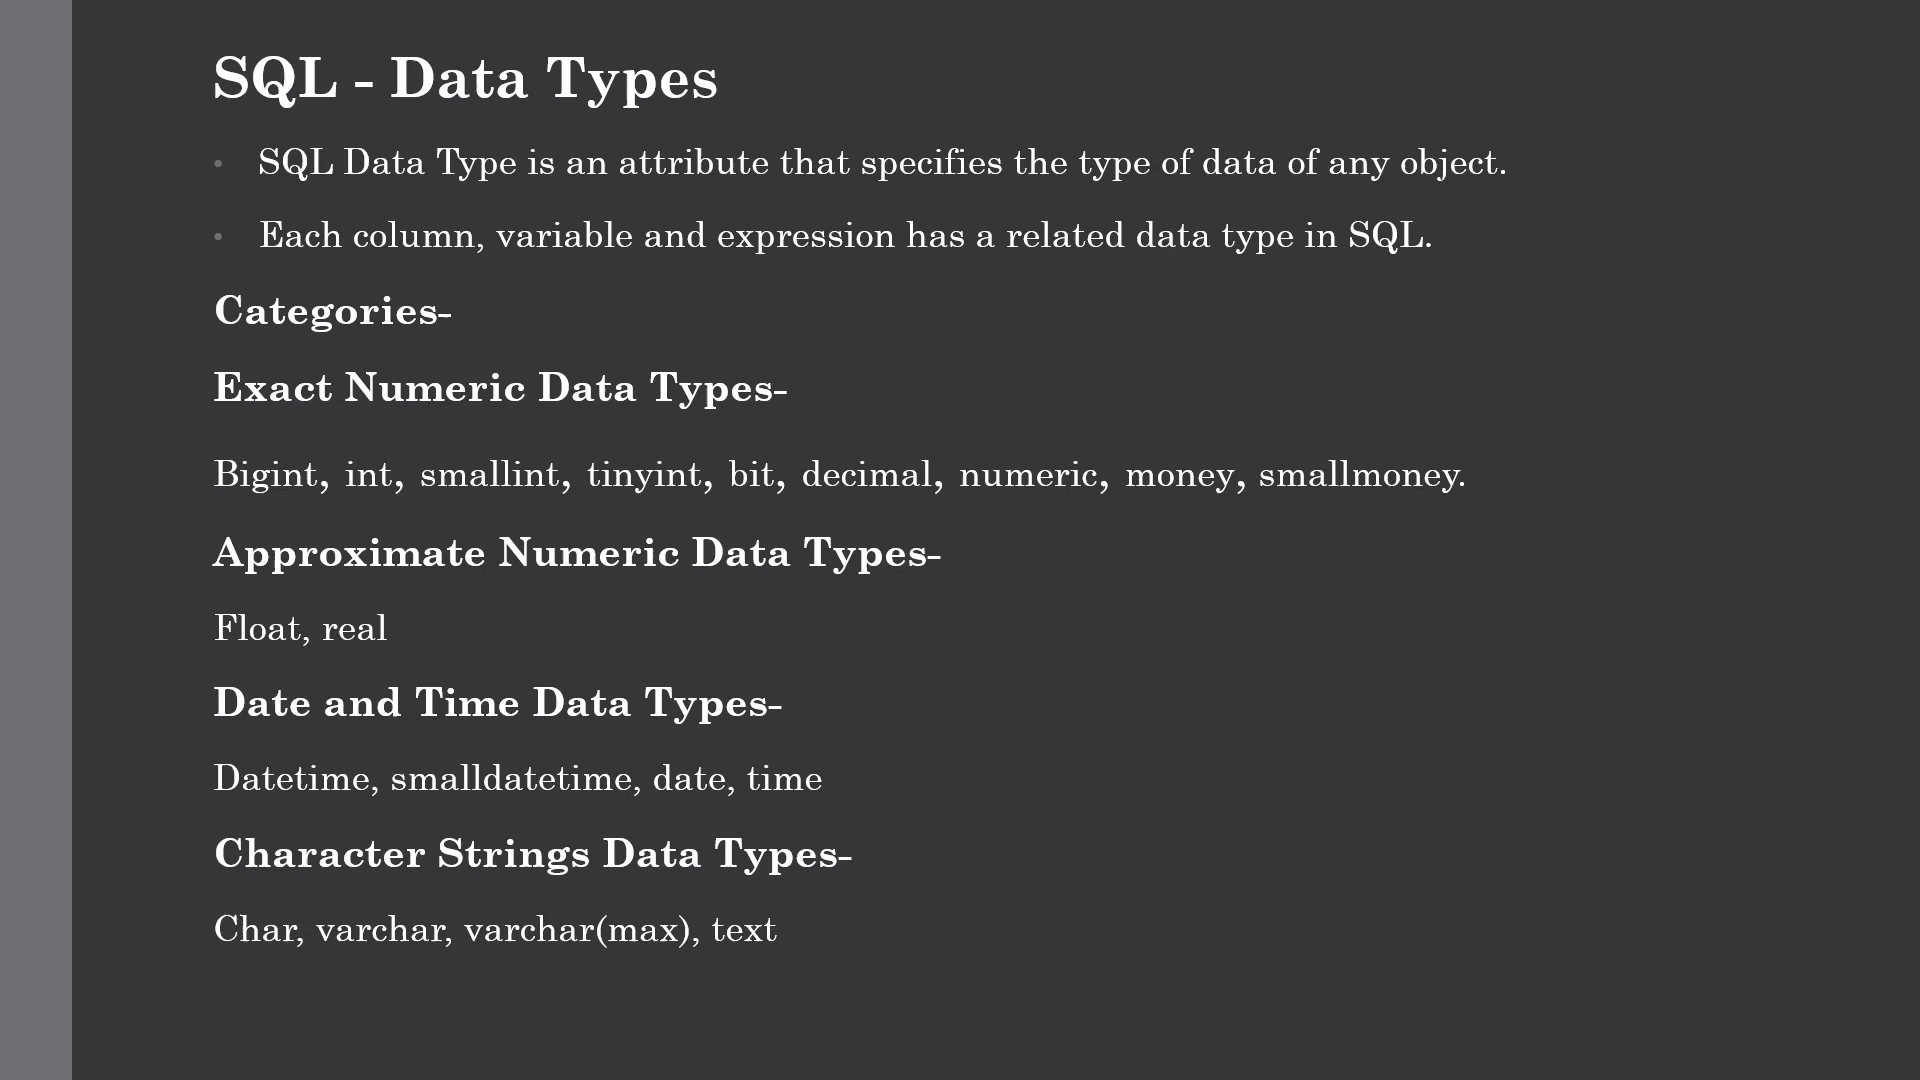 SQL - Data Types
• SQL Data Type is an attribute that specifies the type of data of any object.
• Each column, variable and expression has a related data type in SQL.
Categories-
Exact Numeric Data Types-
Bigint, int, smallint, tinyint, bit, decimal, numeric, money, smallmoney.
Approximate Numeric Data Types-
Float, real
Date and Time Data Types-
Datetime, smalldatetime, date, time
Character Strings Data Types-
Char, varchar, varchar(max), text